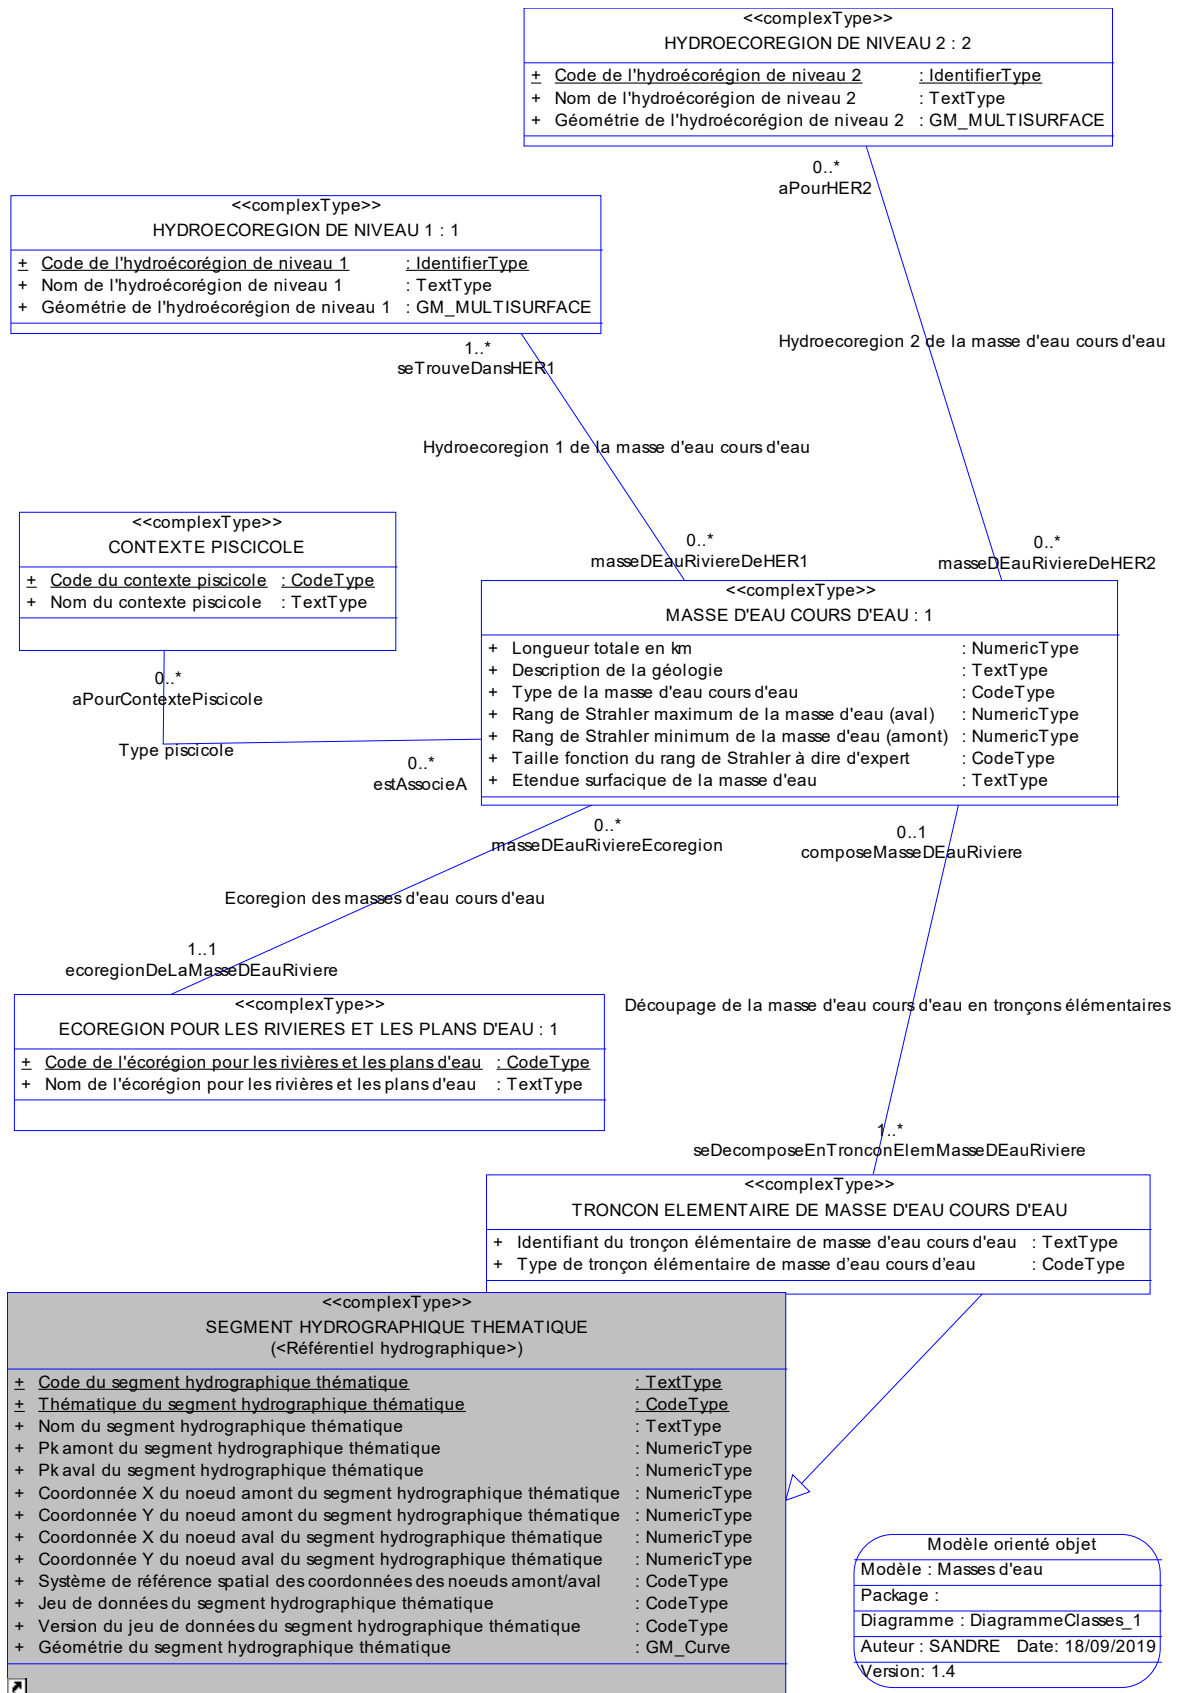 <<complexType>>
HYDROECOREGION DE NIVEAU 2 : 2
+ Code de l'hydroécorégion de niveau 2 : IdentifierType
+ Nom de l'hydroécorégion de niveau 2 : TextType
+ Géométrie de l'hydroécorégion de niveau 2 : GM_MULTISURFACE
0..*
aPourHER2
<<complexType>>
HYDROECOREGION DE NIVEAU 1 : 1
+ Code de l'hydroécorégion de niveau 1 : IdentifierType
+ Nom de l'hydroécorégion de niveau 1 : TextType
+ Géométrie de l'hydroécorégion de niveau 1 : GM_MULTISURFACE
1..*
seTrouveDansHER1
Hydroecoregion 2 de la masse d'eau cours d'eau
Hydroecoregion 1 de la masse d'eau cours d'eau
<<complexType>>
CONTEXTE PISCICOLE
+ Code du contexte piscicole : CodeType
+ Nom du contexte piscicole : TextType
0..*
masseDEauRiviereDeHER1
0..*
masseDEauRiviereDeHER2
<<complexType>>
MASSE D'EAU COURS D'EAU : 1
+ Longueur totale en km : NumericType
+ Description de la géologie : TextType
+ Type de la masse d'eau cours d'eau : CodeType
+ Rang de Strahler maximum de la masse d'eau (aval) : NumericType
+ Rang de Strahler minimum de la masse d'eau (amont) : NumericType
+ Taille fonction du rang de Strahler à dire d'expert : CodeType
+ Etendue surfacique de la masse d'eau : TextType
0..*
aPourContextePiscicole
Type piscicole
0..*
estAssocieA
0..*
masseDEauRiviereEcoregion
0..1
composeMasseDEauRiviere
Ecoregion des masses d'eau cours d'eau
1..1
ecoregionDeLaMasseDEauRiviere
<<complexType>>
ECOREGION POUR LES RIVIERES ET LES PLANS D'EAU : 1
+ Code de l'écorégion pour les rivières et les plans d'eau : CodeType
+ Nom de l'écorégion pour les rivières et les plans d'eau : TextType
Découpage de la masse d'eau cours d'eau en tronçons élémentaires
1..*
seDecomposeEnTronconElemMasseDEauRiviere
<<complexType>>
TRONCON ELEMENTAIRE DE MASSE D'EAU COURS D'EAU
+ Identifiant du tronçon élémentaire de masse d'eau cours d'eau : TextType
+ Type de tronçon élémentaire de masse d’eau cours d’eau : CodeType
<<complexType>>
SEGMENT HYDROGRAPHIQUE THEMATIQUE
(<Référentiel hydrographique>)
+ Code du segment hydrographique thématique : TextType
+ Thématique du segment hydrographique thématique : CodeType
+ Nom du segment hydrographique thématique : TextType
+ Pk amont du segment hydrographique thématique : NumericType
+ Pk aval du segment hydrographique thématique : NumericType
+ Coordonnée X du noeud amont du segment hydrographique thématique : NumericType
+ Coordonnée Y du noeud amont du segment hydrographique thématique : NumericType
+ Coordonnée X du noeud aval du segment hydrographique thématique : NumericType
+ Coordonnée Y du noeud aval du segment hydrographique thématique : NumericType
+ Système de référence spatial des coordonnées des noeuds amont/aval : CodeType
+ Jeu de données du segment hydrographique thématique : CodeType
+ Version du jeu de données du segment hydrographique thématique : CodeType
+ Géométrie du segment hydrographique thématique : GM_Curve
Modèle orienté objet
Modèle : Masses d'eau
Package :
Diagramme : DiagrammeClasses_1
Auteur : SANDRE Date: 18/09/2019
Version: 1.4